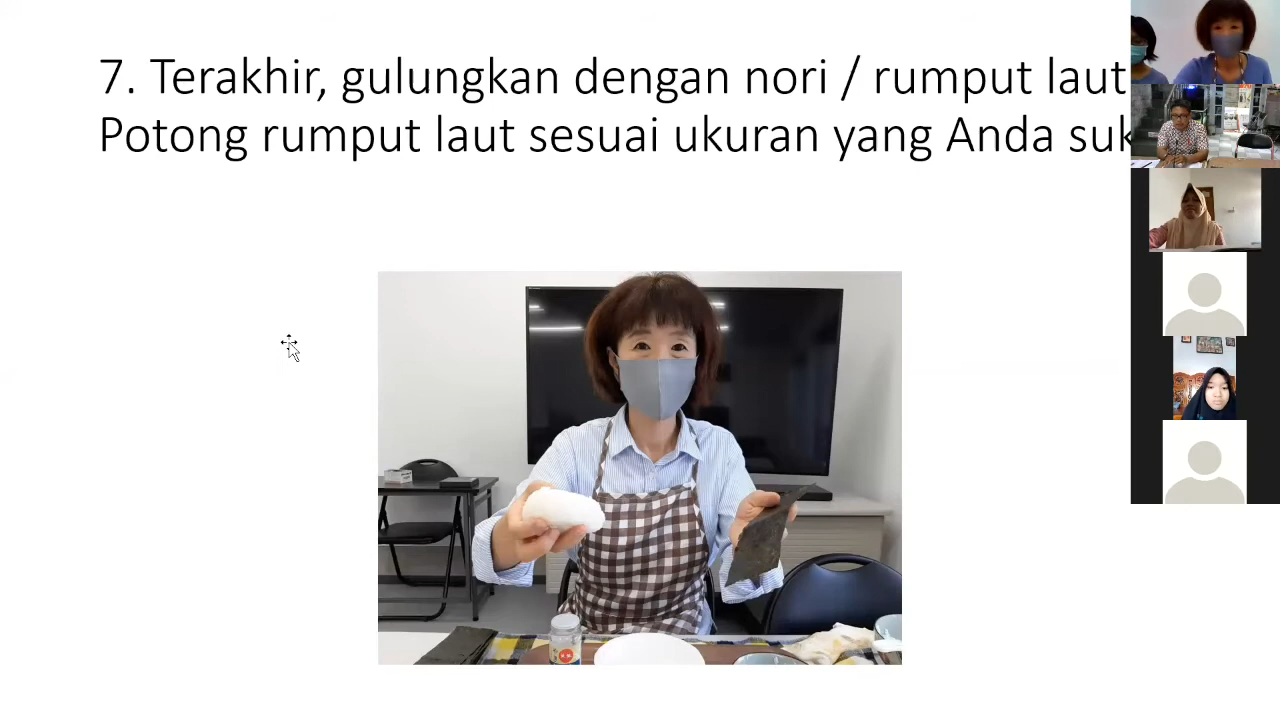 7. Terakhir, gulungkan dengan nori / rumput laut
Potong rumput laut sesuai ukuran yang Anda